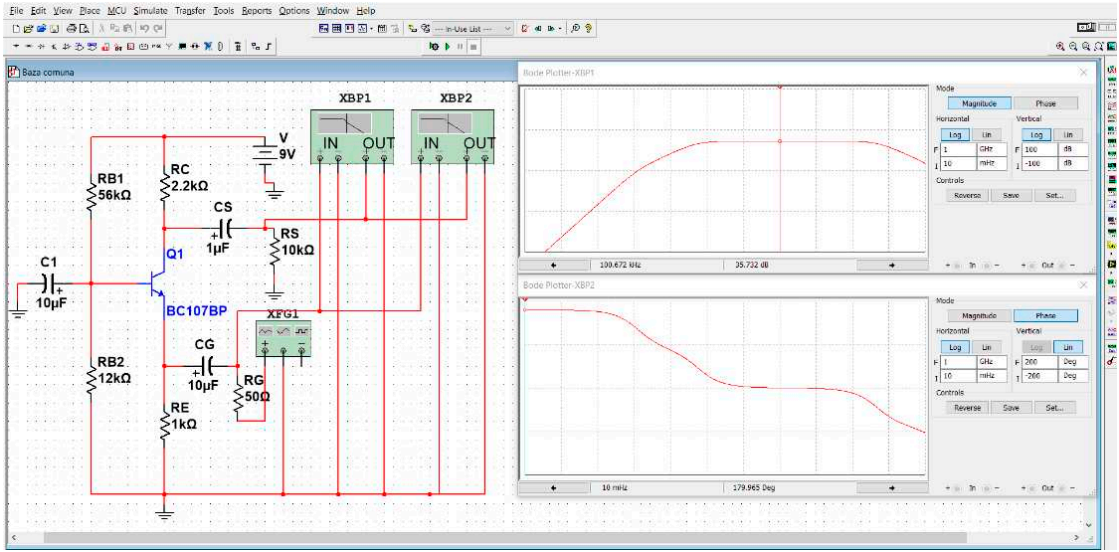 File Edit View Place MCU Simulate Transfer Tools Reports Options Window Help
--- In-Use List ---
Baza comuna
XBP1
XBP2
IN OUT
IN OUT
V
9V
RB1
56kΩ
RC
2.2kΩ
CS
1µF
RS
10kΩ
Q1
C1
10µF
BC107BP
XFG1
CG
10µF
RB2
12kΩ
RG
50Ω
RE
1kΩ
Bode Plotter-XBP1
Mode
Magnitude Phase
Horizontal Vertical
Log Lin Log Lin
F 1 GHz F 100 dB
I 10 mHz I -100 dB
Controls
Reverse Save Set...
100.672 kHz 35.732 dB
+ In - + Out -
Bode Plotter-XBP2
Mode
Magnitude Phase
Horizontal Vertical
Log Lin Log Lin
F 1 GHz F 200 Deg
I 10 mHz I -200 Deg
Controls
Reverse Save Set...
10 mHz 179.965 Deg
+ In - + Out -